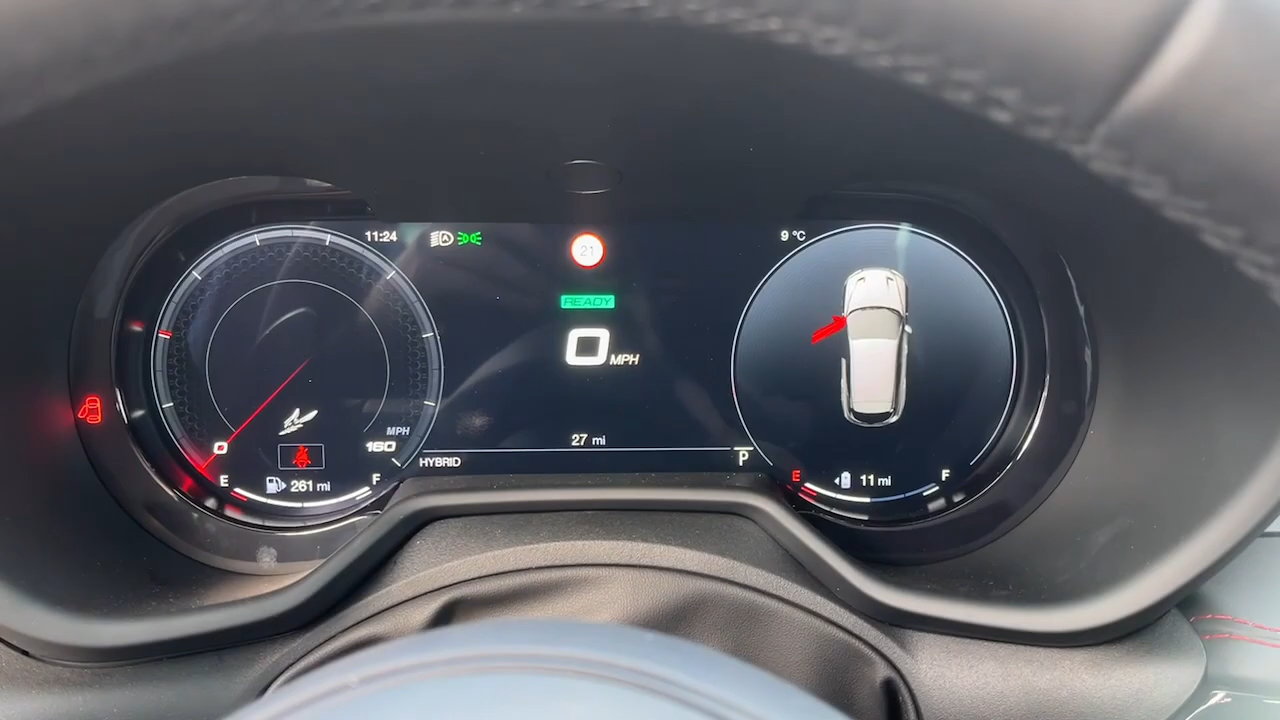 11:24
21
9 °C
READY
0 MPH
MPH
0
160
E
F
261 mi
27 mi
HYBRID
P
E
F
11 mi